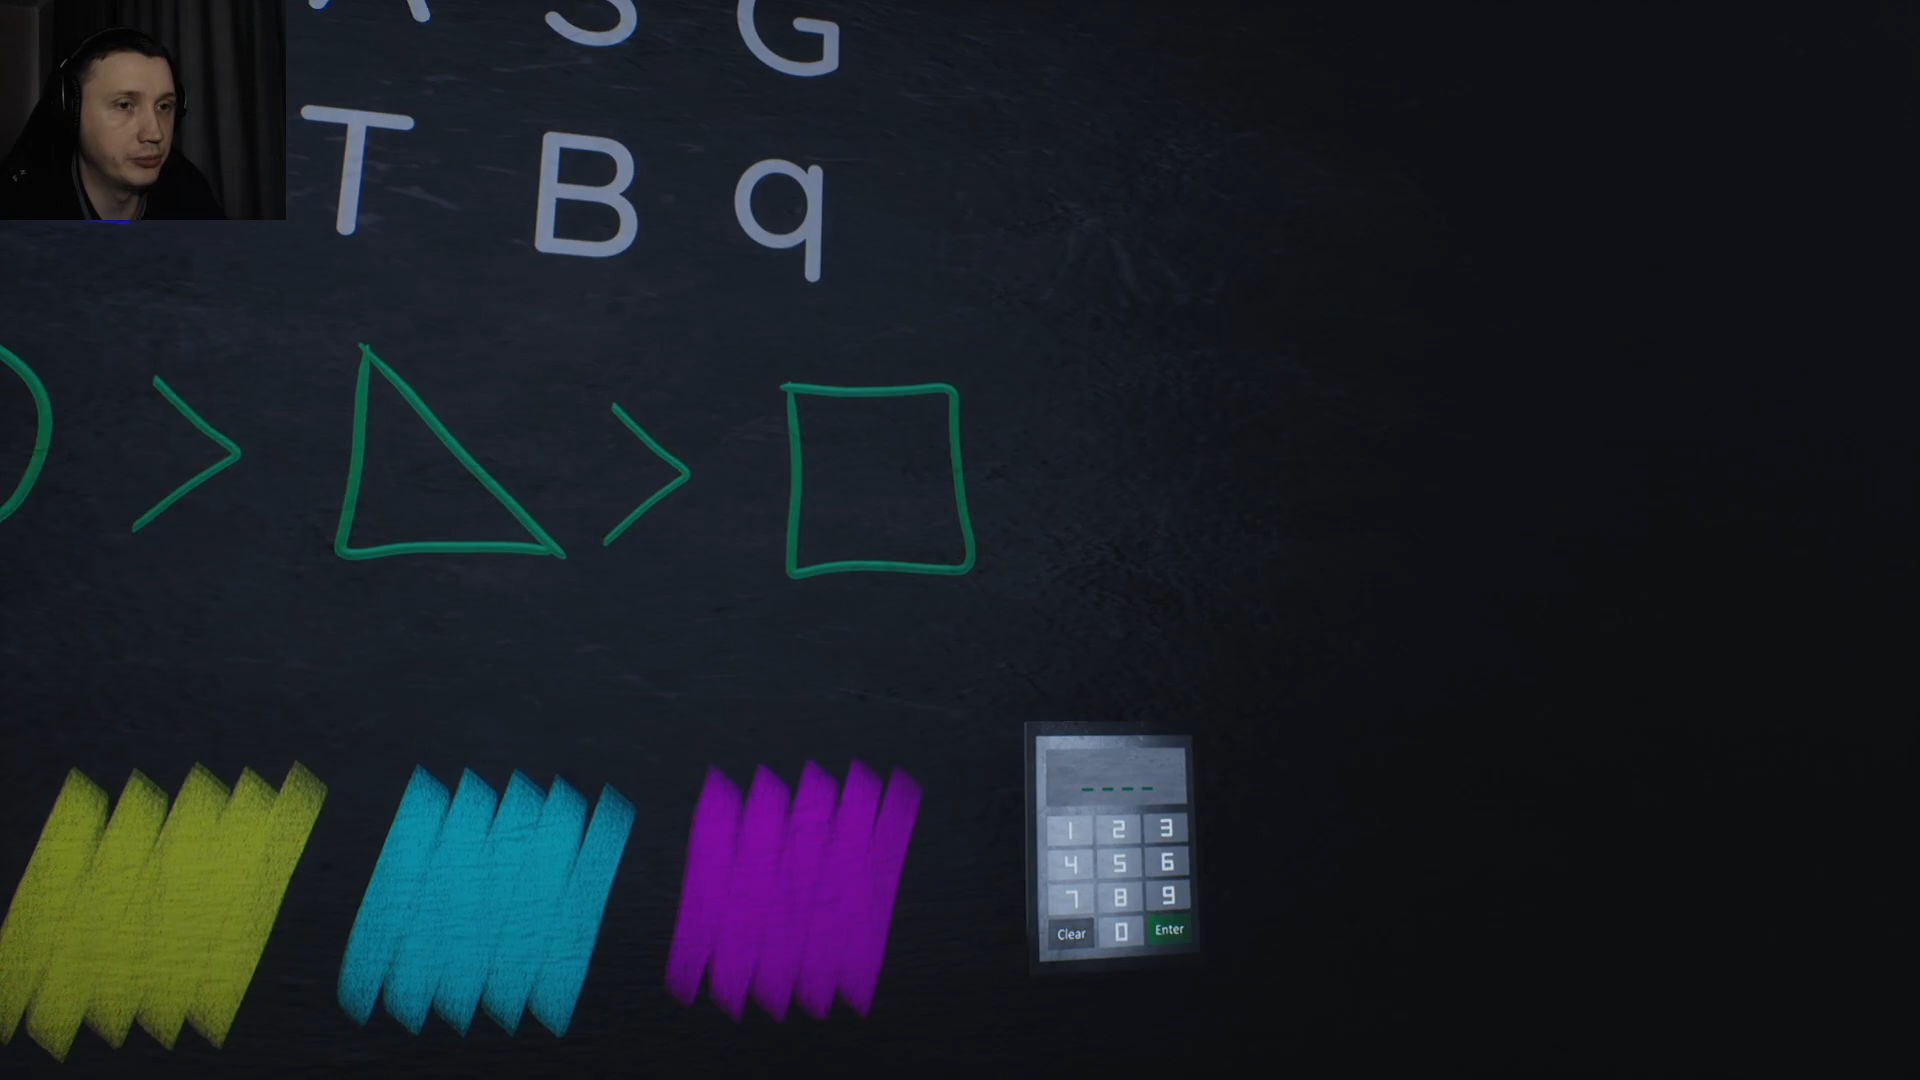 S G
T B q
> >
- - - -
1 2 3
4 5 6
7 8 9
Clear 0 Enter